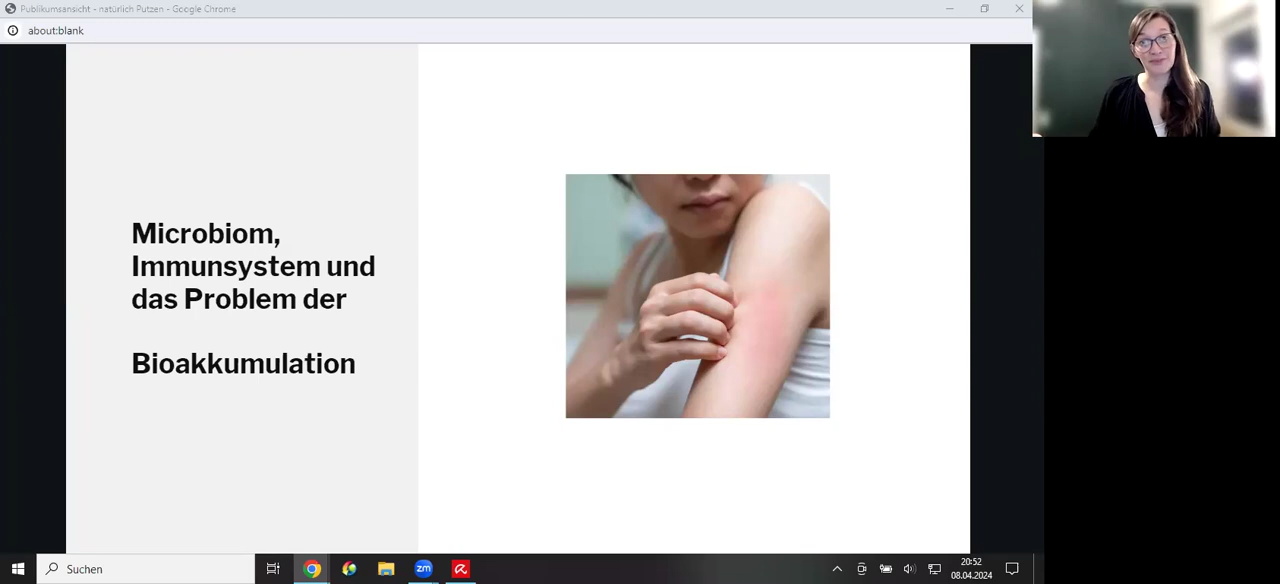 Publikumsansicht - natürlich Putzen - Google Chrome
about:blank
Microbiom,
Immunsystem und
das Problem der
Bioakkumulation
Suchen
zm
20:52
08.04.2024